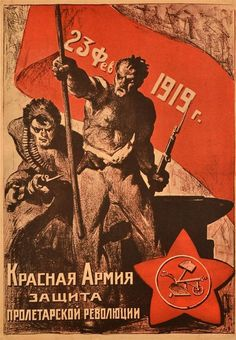 23 Фев
1919 г.
КРАСНАЯ АРМИЯ
ЗАЩИТА
ПРОЛЕТАРСКОЙ РЕВОЛЮЦИИ